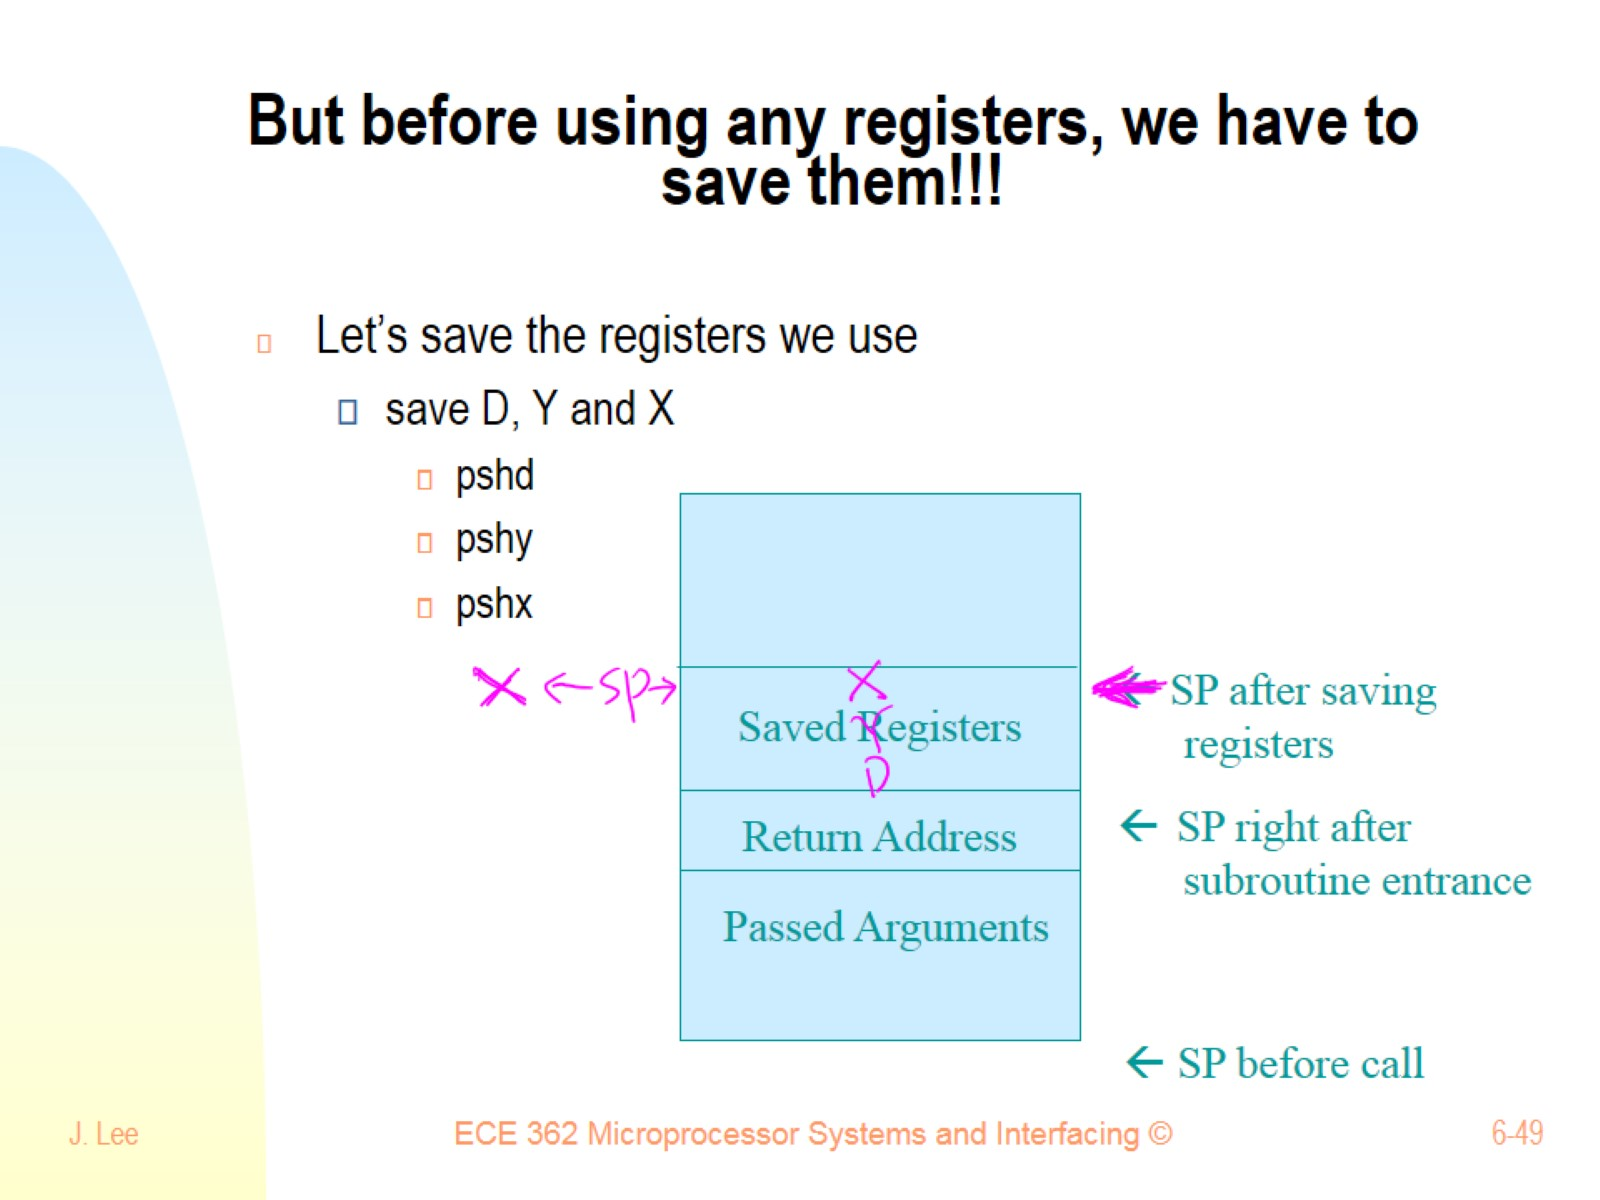 But before using any registers, we have to
save them!!!
Let's save the registers we use
save D, Y and X
pshd
pshy
pshx
X ←SP→
X
← SP after saving
registers
Saved Registers
Y
D
Return Address
← SP right after
subroutine entrance
Passed Arguments
← SP before call
J. Lee
ECE 362 Microprocessor Systems and Interfacing ©
6-49